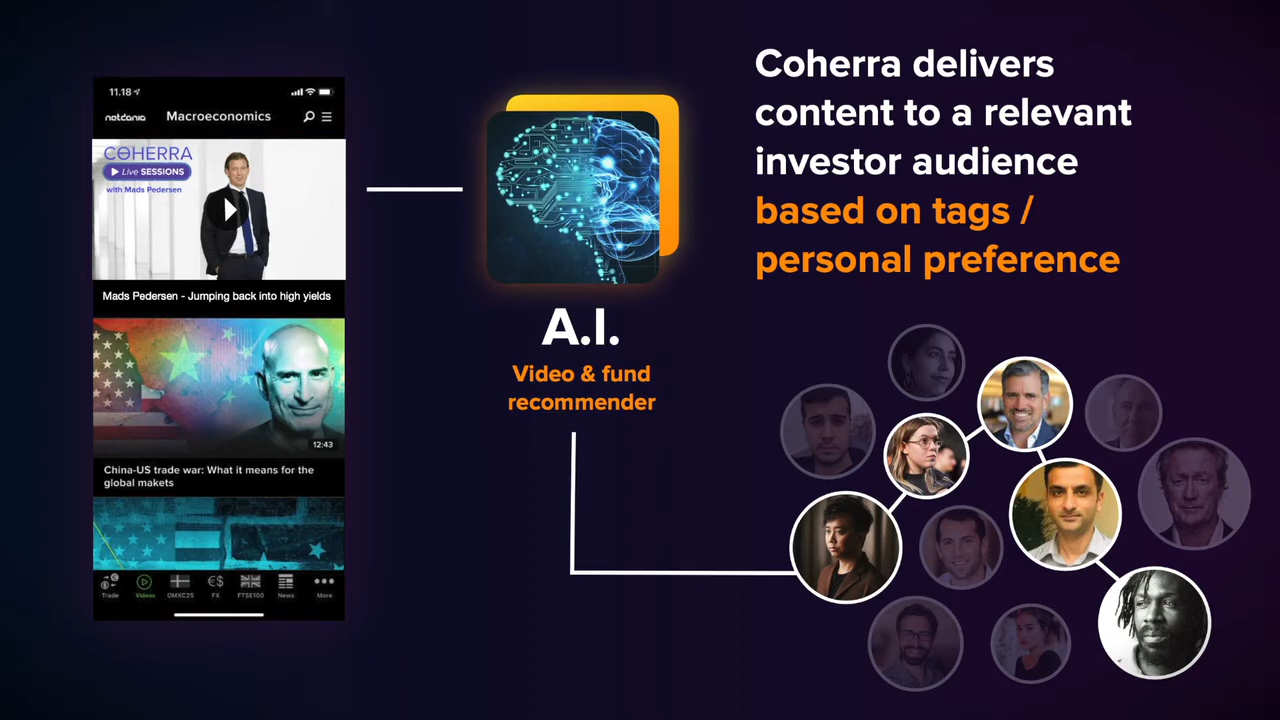 11.18
netdania
Macroeconomics
COHERRA
Live SESSIONS
with Mads Pedersen
Mads Pedersen - Jumping back into high yields
12:43
China-US trade war: What it means for the
global makets
Trade
Videos
OMXC25
FX
FTSE100
News
More
€$
A.I.
Video & fund
recommender
Coherra delivers
content to a relevant
investor audience
based on tags /
personal preference